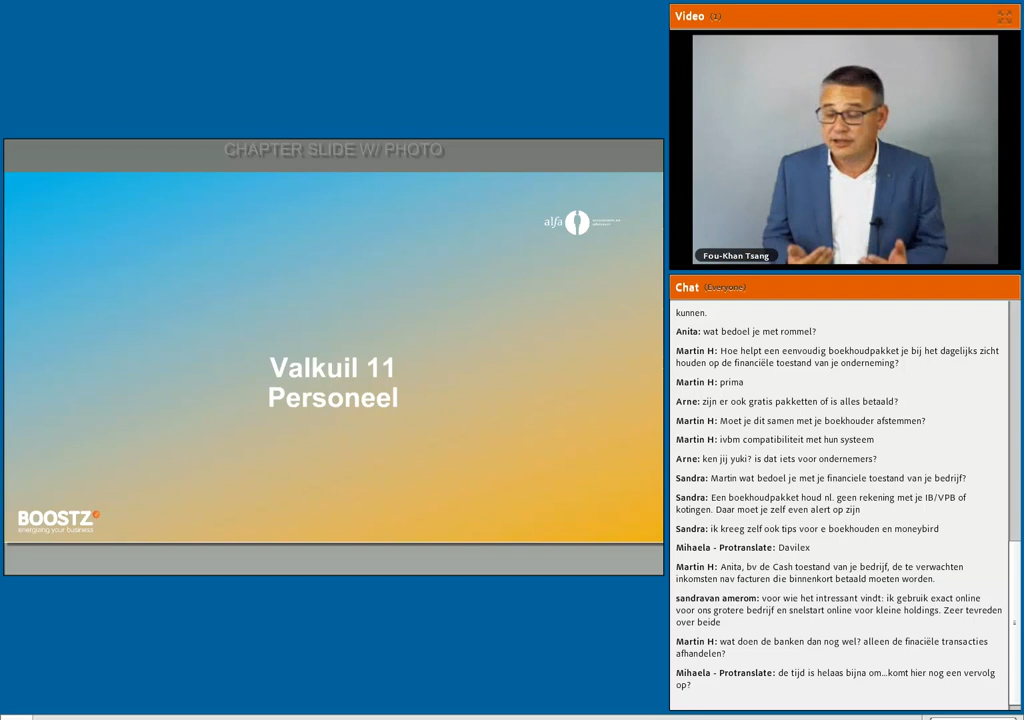 Video (1)
CHAPTER SLIDE W/ PHOTO
alfa
Valkuil 11
Personeel
BOOSTZ
energizing your business
Fou-Khan Tsang
Chat (Everyone)
kunnen.
Anita: wat bedoel je met rommel?
Martin H: Hoe helpt een eenvoudig boekhoudpakket je bij het dagelijks zicht
houden op de financiële toestand van je onderneming?
Martin H: prima
Arne: zijn er ook gratis pakketten of is alles betaald?
Martin H: Moet je dit samen met je boekhouder afstemmen?
Martin H: ivbm compatibiliteit met hun systeem
Arne: ken jij yuki? is dat iets voor ondernemers?
Sandra: Martin wat bedoel je met je financiele toestand van je bedrijf?
Sandra: Een boekhoudpakket houd nl. geen rekening met je IB/VPB of
kotingen. Daar moet je zelf even alert op zijn
Sandra: ik kreeg zelf ook tips voor e boekhouden en moneybird
Mihaela - Protranslate: Davilex
Martin H: Anita, bv de Cash toestand van je bedrijf, de te verwachten
inkomsten nav facturen die binnenkort betaald moeten worden.
sandravan amerom: voor wie het intressant vindt: ik gebruik exact online
voor ons grotere bedrijf en snelstart online voor kleine holdings. Zeer tevreden
over beide
Martin H: wat doen de banken dan nog wel? alleen de finaciële transacties
afhandelen?
Mihaela - Protranslate: de tijd is helaas bijna om...komt hier nog een vervolg
op?